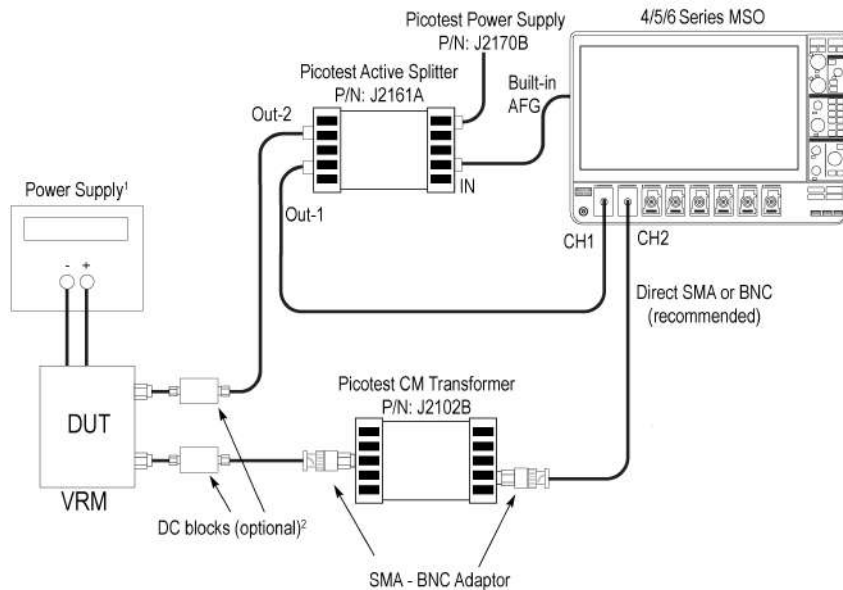 Picotest Power Supply
P/N: J2170B
4/5/6 Series MSO
Picotest Active Splitter
P/N: J2161A
Built-in
AFG
Out-2
IN
Power Supply¹
Out-1
- +
CH1
CH2
Direct SMA or BNC
(recommended)
Picotest CM Transformer
P/N: J2102B
DUT
VRM
DC blocks (optional)²
SMA - BNC Adaptor